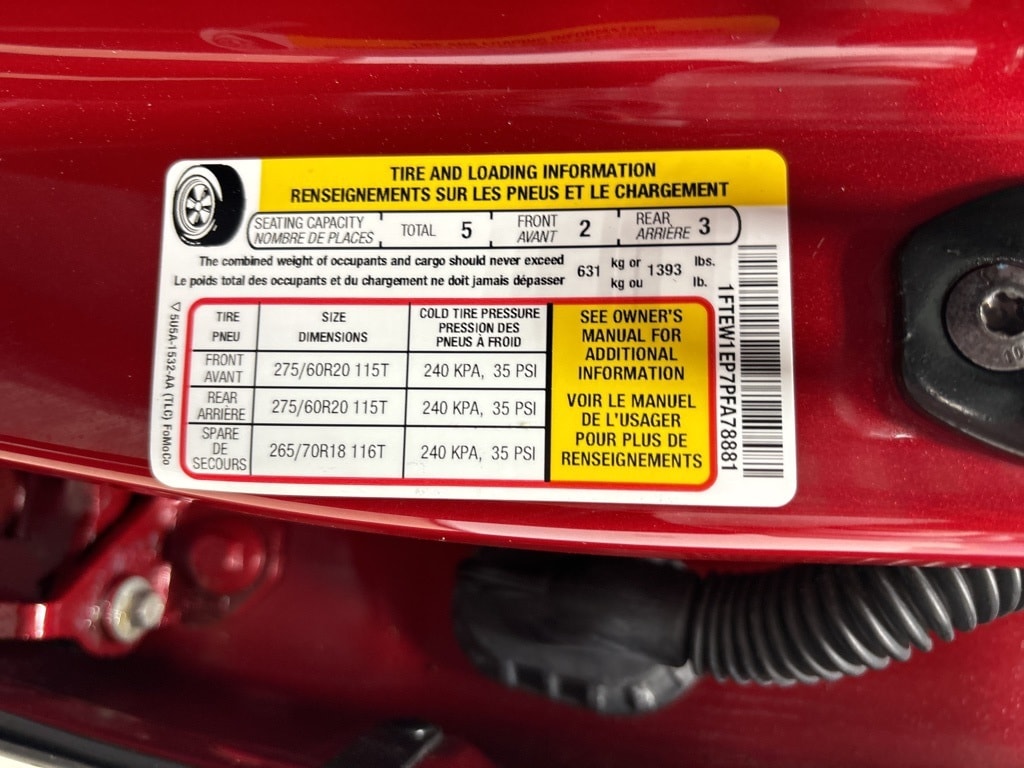 TIRE AND LOADING INFORMATION
RENSEIGNEMENTS SUR LES PNEUS ET LE CHARGEMENT
SEATING CAPACITY TOTAL 5 FRONT 2 REAR 3
NOMBRE DE PLACES AVANT ARRIÈRE
The combined weight of occupants and cargo should never exceed 631 kg or 1393 lbs.
Le poids total des occupants et du chargement ne doit jamais dépasser kg ou lb.
TIRE SIZE COLD TIRE PRESSURE
PNEU DIMENSIONS PRESSION DES
PNEUS À FROID
FRONT
AVANT 275/60R20 115T 240 KPA, 35 PSI
REAR
ARRIÈRE 275/60R20 115T 240 KPA, 35 PSI
SPARE
DE
SECOURS 265/70R18 116T 240 KPA, 35 PSI
SEE OWNER'S
MANUAL FOR
ADDITIONAL
INFORMATION
VOIR LE MANUEL
DE L'USAGER
POUR PLUS DE
RENSEIGNEMENTS
1FTEW1EP7PFA78881
5U5A-1532-AA (TLC) FoMoCo